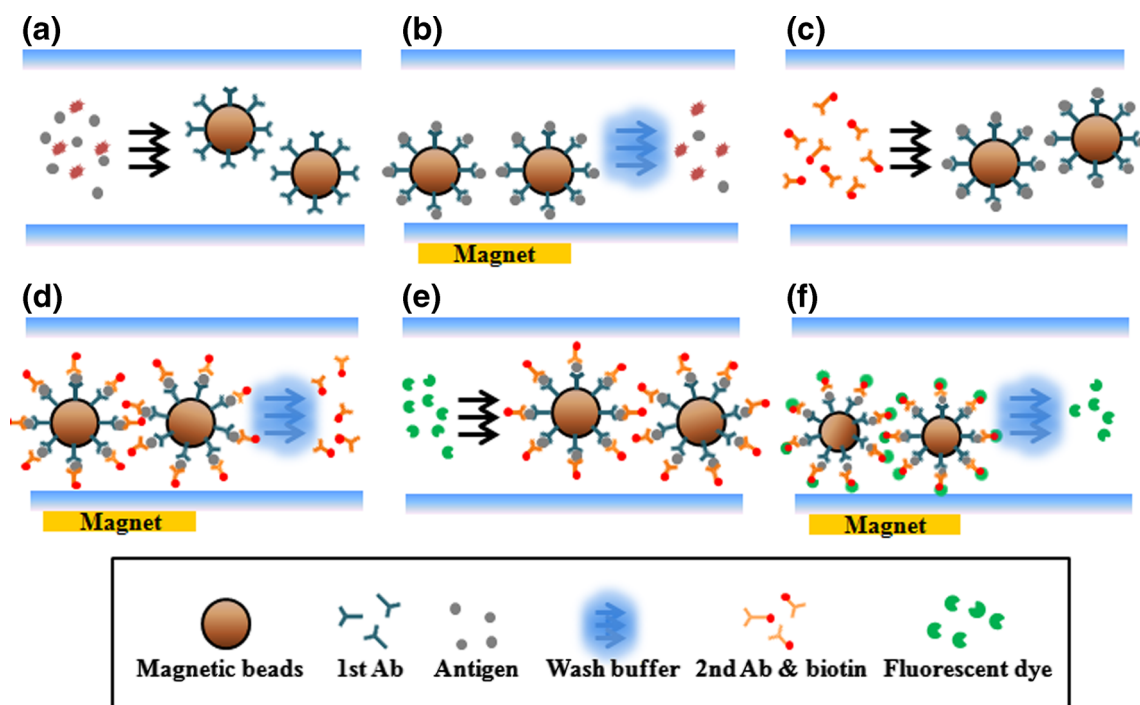 (a)
(b)
(c)
Magnet
(d)
(e)
(f)
Magnet
Magnet
Magnetic beads
1st Ab
Antigen
Wash buffer
2nd Ab & biotin
Fluorescent dye